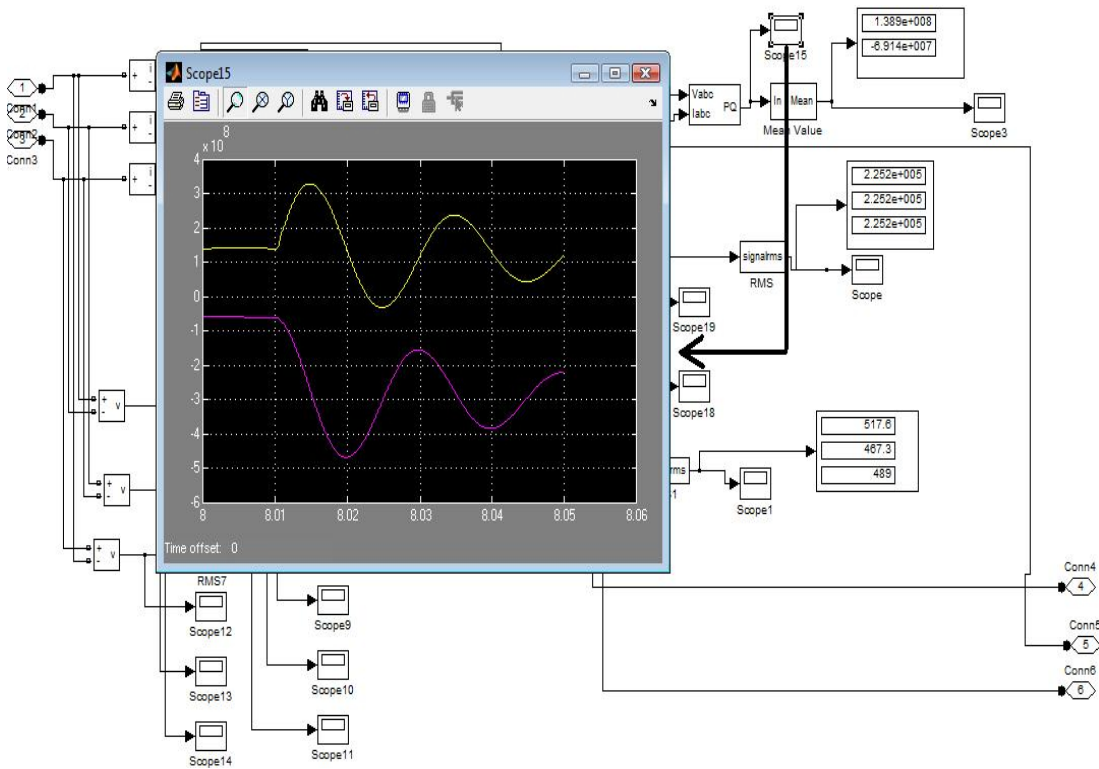 1
Conn1
2
Conn2
3
Conn3
+
-
i
+
-
i
+
-
i
Scope15
8
x 10
4
3
2
1
0
-1
-2
-3
-4
-5
-6
8
8.01
8.02
8.03
8.04
8.05
8.06
Time offset: 0
Vabc
Iabc
PQ
Scope15
In Mean
Mean Value
1.389e+008
-6.914e+007
Scope3
2.252e+005
2.252e+005
2.252e+005
signalrms
RMS
Scope
Scope19
Scope18
517.6
467.3
489
rms
Scope1
+
-
v
+
-
v
+
-
v
RMS7
Scope12
Scope9
Scope13
Scope10
Scope14
Scope11
Conn4
4
Conn5
5
Conn6
6